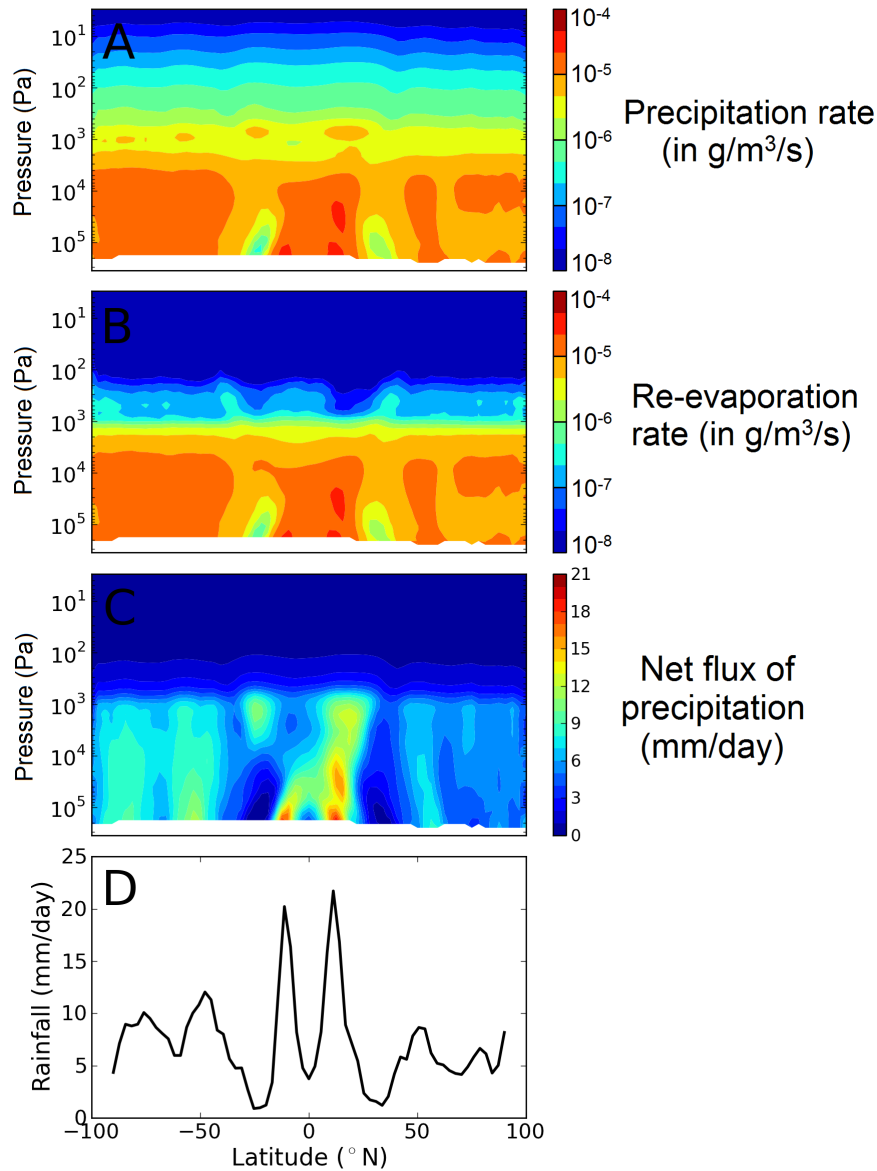 A
Pressure (Pa)
10¹
10²
10³
10⁴
10⁵
10⁻⁴
10⁻⁵
10⁻⁶
10⁻⁷
10⁻⁸
Precipitation rate
(in g/m³/s)
B
Pressure (Pa)
10¹
10²
10³
10⁴
10⁵
10⁻⁴
10⁻⁵
10⁻⁶
10⁻⁷
10⁻⁸
Re-evaporation
rate (in g/m³/s)
C
Pressure (Pa)
10¹
10²
10³
10⁴
10⁵
21
18
15
12
9
6
3
0
Net flux of
precipitation
(mm/day)
D
Rainfall (mm/day)
25
20
15
10
5
0
−100
−50
0
50
100
Latitude (° N)